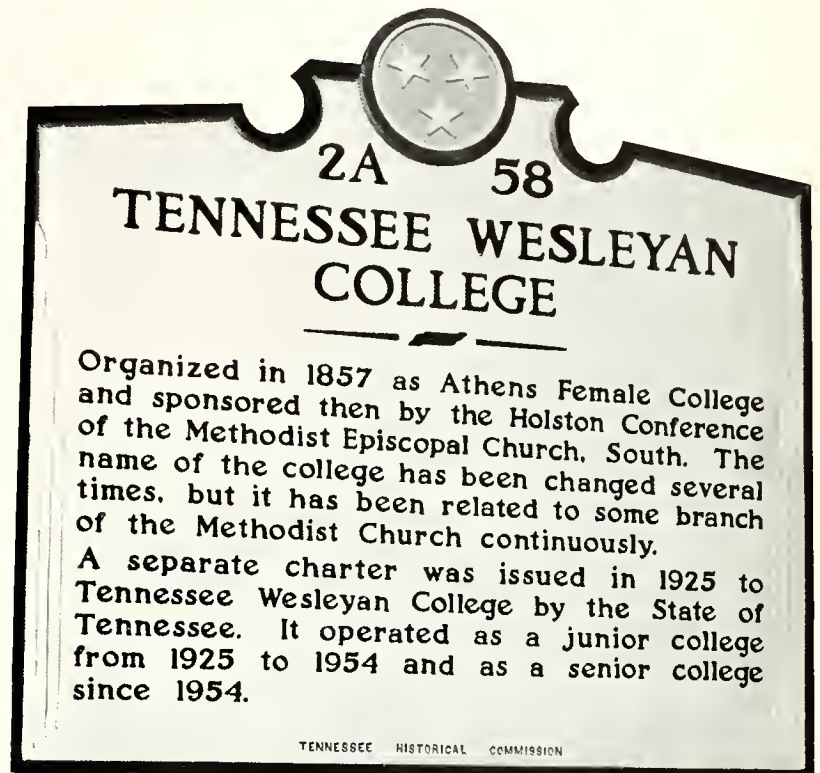 2A 58
TENNESSEE WESLEYAN
COLLEGE
Organized in 1857 as Athens Female College
and sponsored then by the Holston Conference
of the Methodist Episcopal Church, South. The
name of the college has been changed several
times, but it has been related to some branch
of the Methodist Church continuously.
A separate charter was issued in 1925 to
Tennessee Wesleyan College by the State of
Tennessee. It operated as a junior college
from 1925 to 1954 and as a senior college
since 1954.
TENNESSEE HISTORICAL COMMISSION